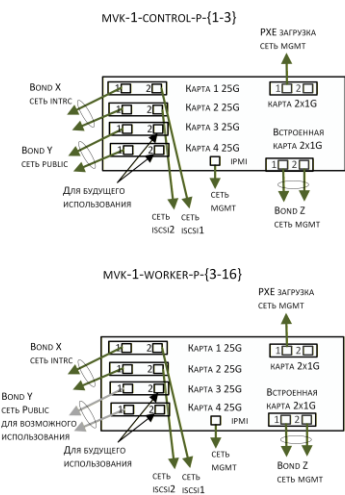 MVK-1-CONTROL-P-{1-3}
PXE ЗАГРУЗКА
СЕТЬ MGMT
BOND X
СЕТЬ INTRC
1 2
КАРТА 1 25G
1 2
КАРТА 2X1G
1 2
КАРТА 2 25G
1 2
КАРТА 3 25G
ВСТРОЕННАЯ
КАРТА 2X1G
BOND Y
СЕТЬ PUBLIC
1 2
КАРТА 4 25G
IPMI
1 2
ДЛЯ БУДУЩЕГО
ИСПОЛЬЗОВАНИЯ
СЕТЬ
MGMT
СЕТЬ
ISCSI2
СЕТЬ
ISCSI1
BOND Z
СЕТЬ MGMT
MVK-1-WORKER-P-{3-16}
PXE ЗАГРУЗКА
СЕТЬ MGMT
BOND X
СЕТЬ INTRC
1 2
КАРТА 1 25G
1 2
КАРТА 2X1G
1 2
КАРТА 2 25G
1 2
КАРТА 3 25G
ВСТРОЕННАЯ
КАРТА 2X1G
BOND Y
СЕТЬ PUBLIC
ДЛЯ ВОЗМОЖНОГО
ИСПОЛЬЗОВАНИЯ
1 2
КАРТА 4 25G
IPMI
1 2
ДЛЯ БУДУЩЕГО
ИСПОЛЬЗОВАНИЯ
СЕТЬ
MGMT
СЕТЬ
ISCSI2
СЕТЬ
ISCSI1
BOND Z
СЕТЬ MGMT